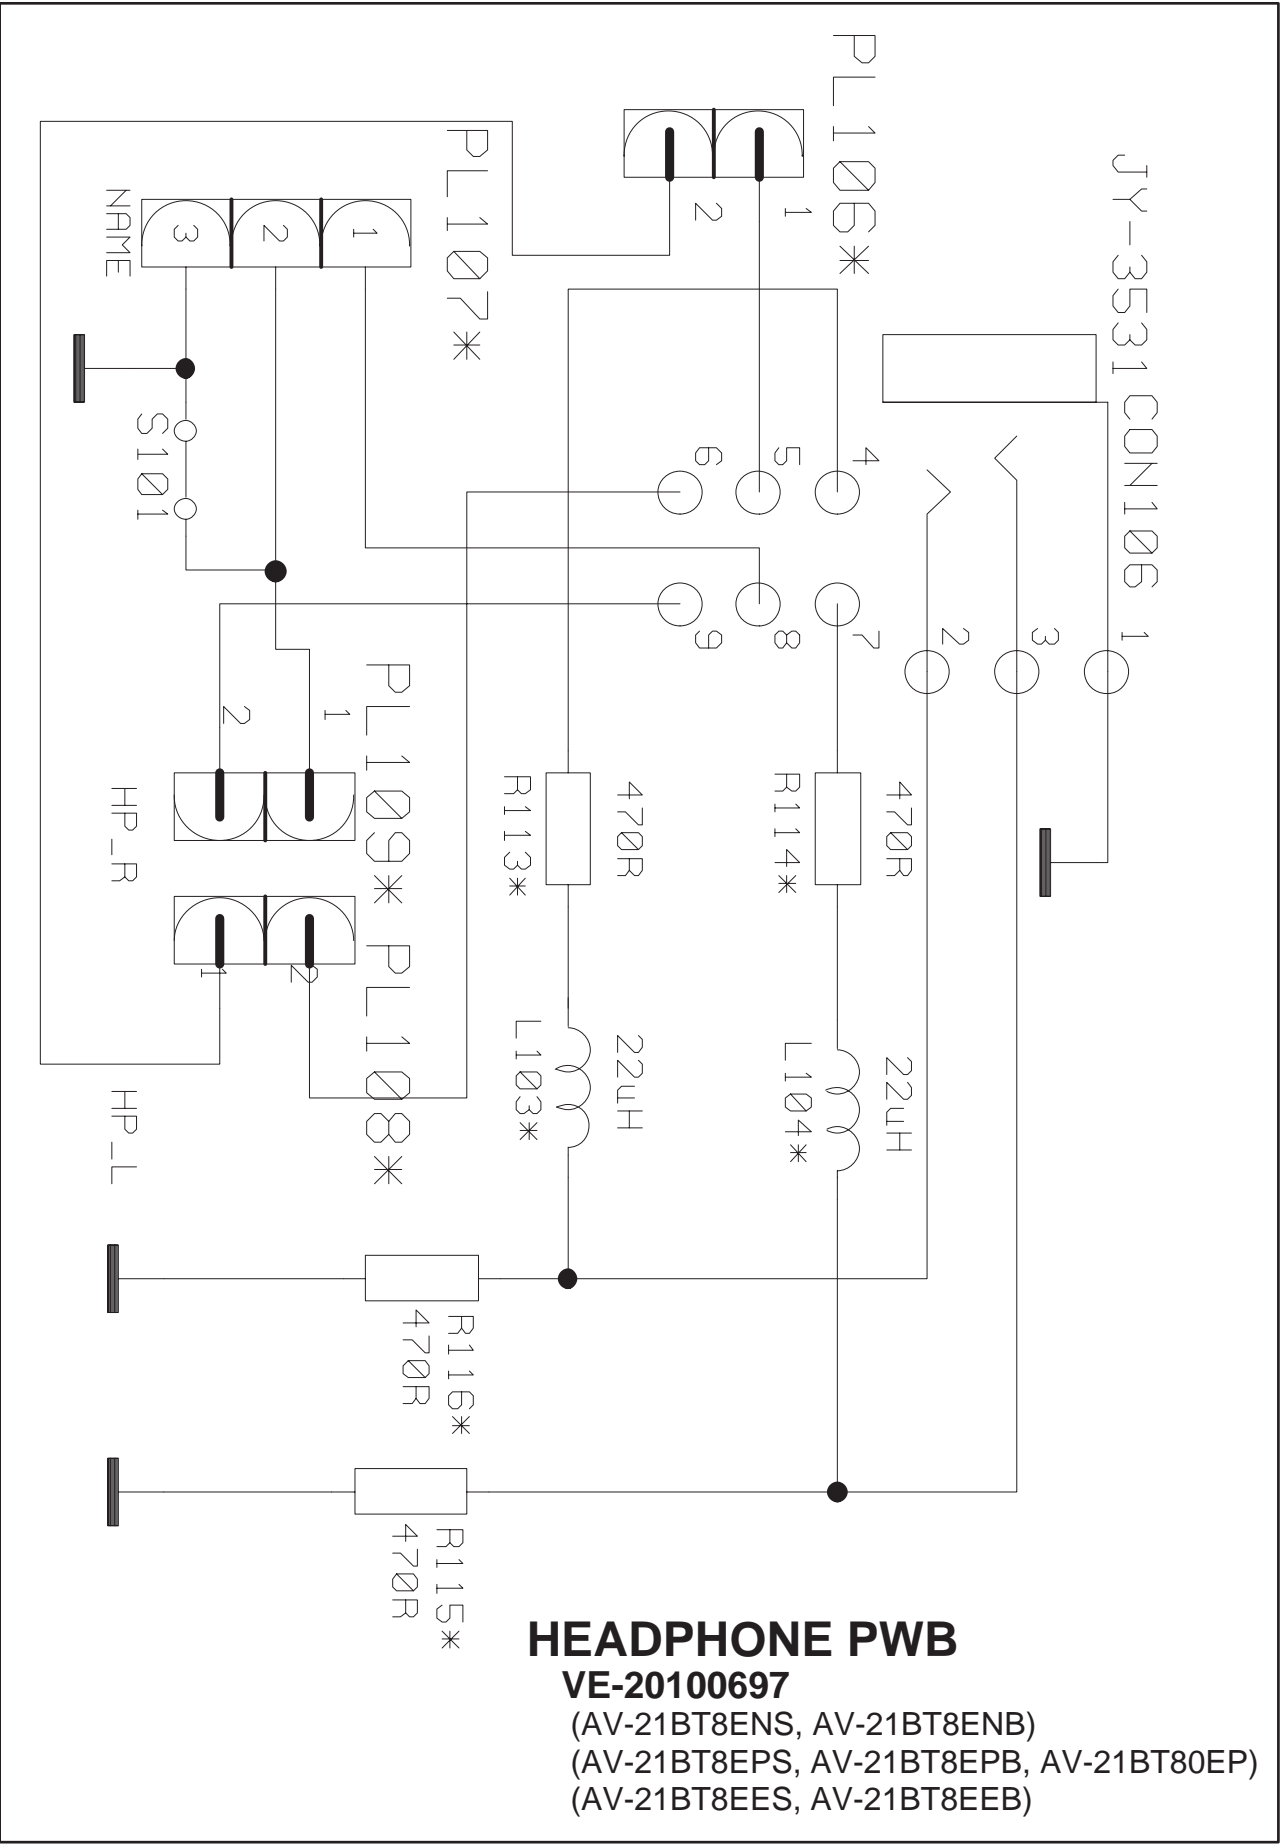 PL106*
1
2
JY-3531 CON106
1
3
2
PL107*
NAME
3
2
1
S101
6
5
4
9
8
7
2
1
PL109*
HP_R
PL108*
1
2
HP_L
R113*
470R
R114*
470R
L103*
22uH
L104*
22uH
R116*
470R
R115*
470R
HEADPHONE PWB
VE-20100697
(AV-21BT8ENS, AV-21BT8ENB)
(AV-21BT8EPS, AV-21BT8EPB, AV-21BT80EP)
(AV-21BT8EES, AV-21BT8EEB)